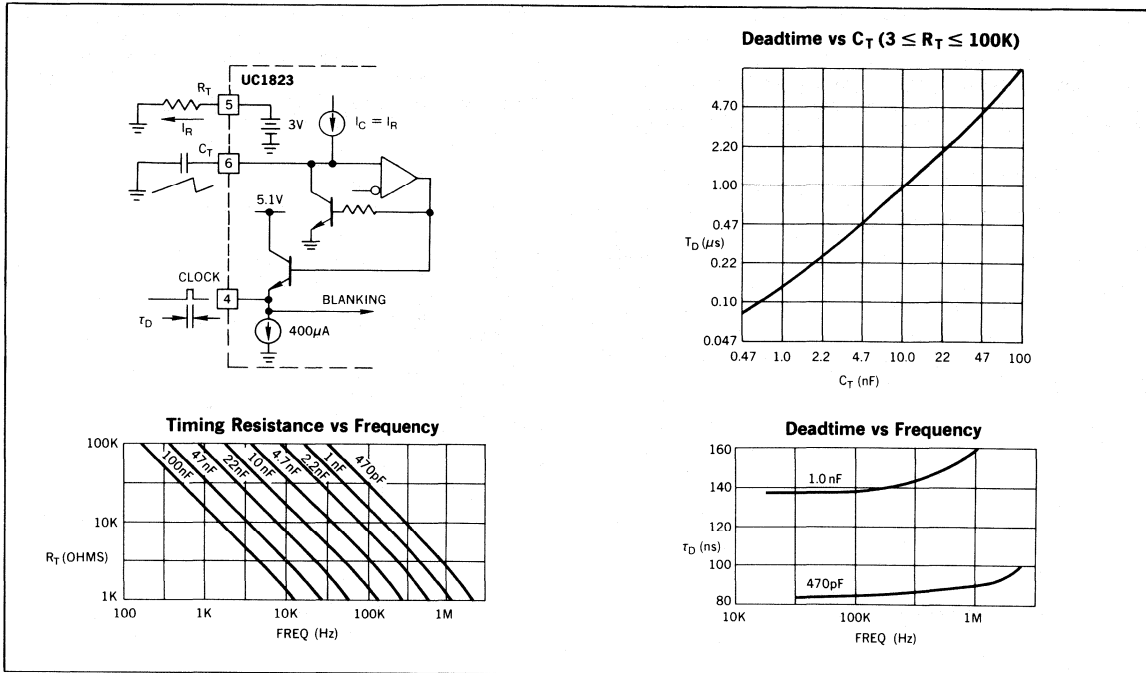 UC1823
R_T
5
I_R
3V
I_C = I_R
C_T
6
5.1V
CLOCK
4
BLANKING
τ_D
400μA
Deadtime vs C_T (3 ≤ R_T ≤ 100K)
4.70
2.20
1.00
0.47
T_D (μs)
0.22
0.10
0.047
0.47 1.0 2.2 4.7 10.0 22 47 100
C_T (nF)
Timing Resistance vs Frequency
100K
100nF 47nF 22nF 10nF 4.7nF 2.2nF 1nF 470pF
10K
R_T (OHMS)
1K
100 1K 10K 100K 1M
FREQ (Hz)
Deadtime vs Frequency
160
1.0 nF
140
120
τ_D (ns)
100
470pF
80
10K 100K 1M
FREQ (Hz)